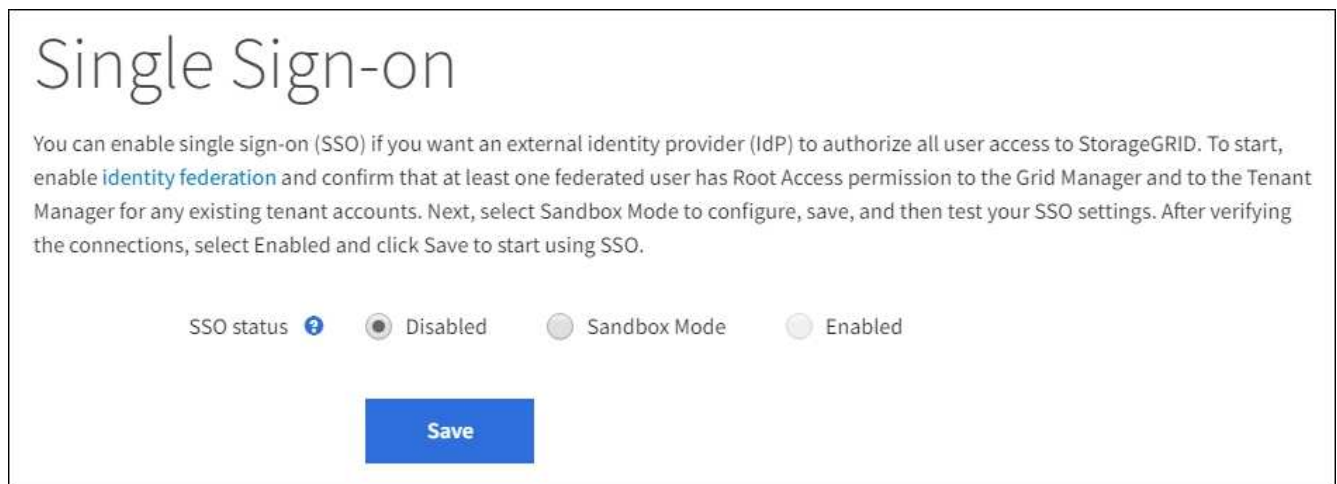 Single Sign-on
You can enable single sign-on (SSO) if you want an external identity provider (IdP) to authorize all user access to StorageGRID. To start,
enable identity federation and confirm that at least one federated user has Root Access permission to the Grid Manager and to the Tenant
Manager for any existing tenant accounts. Next, select Sandbox Mode to configure, save, and then test your SSO settings. After verifying
the connections, select Enabled and click Save to start using SSO.
SSO status ? Disabled Sandbox Mode Enabled
Save